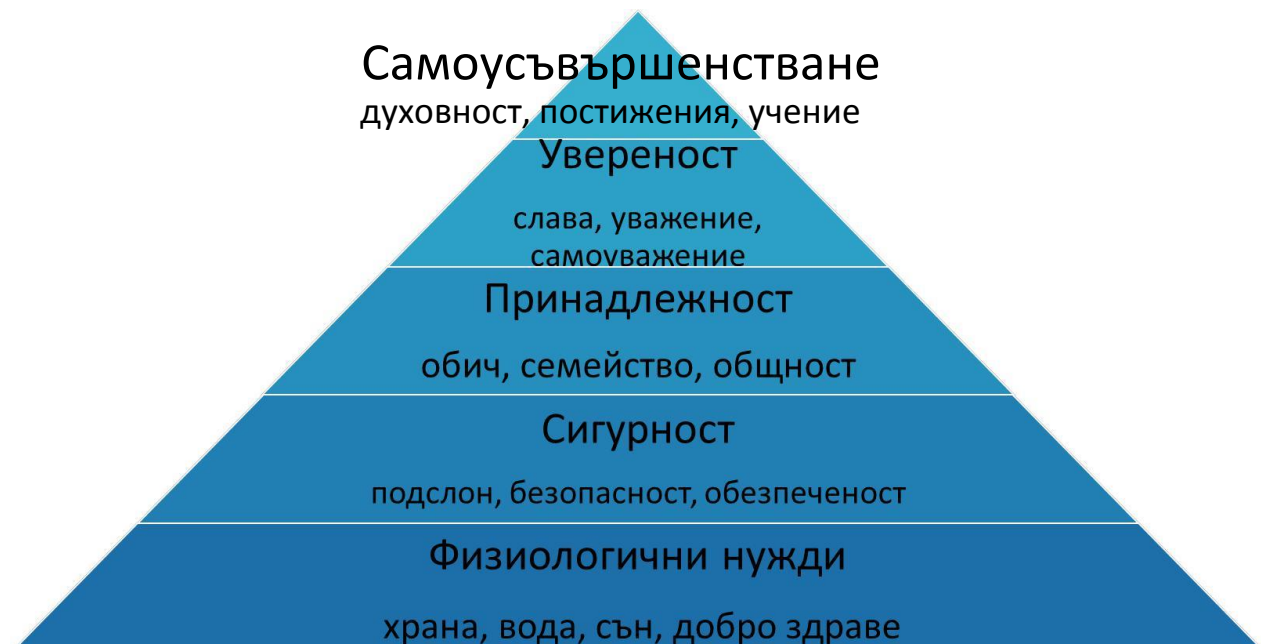 Самоусъвършенстване
духовност, постижения, учение
Увереност
слава, уважение,
самоуважение
Принадлежност
обич, семейство, общност
Сигурност
подслон, безопасност, обезпеченост
Физиологични нужди
храна, вода, сън, добро здраве